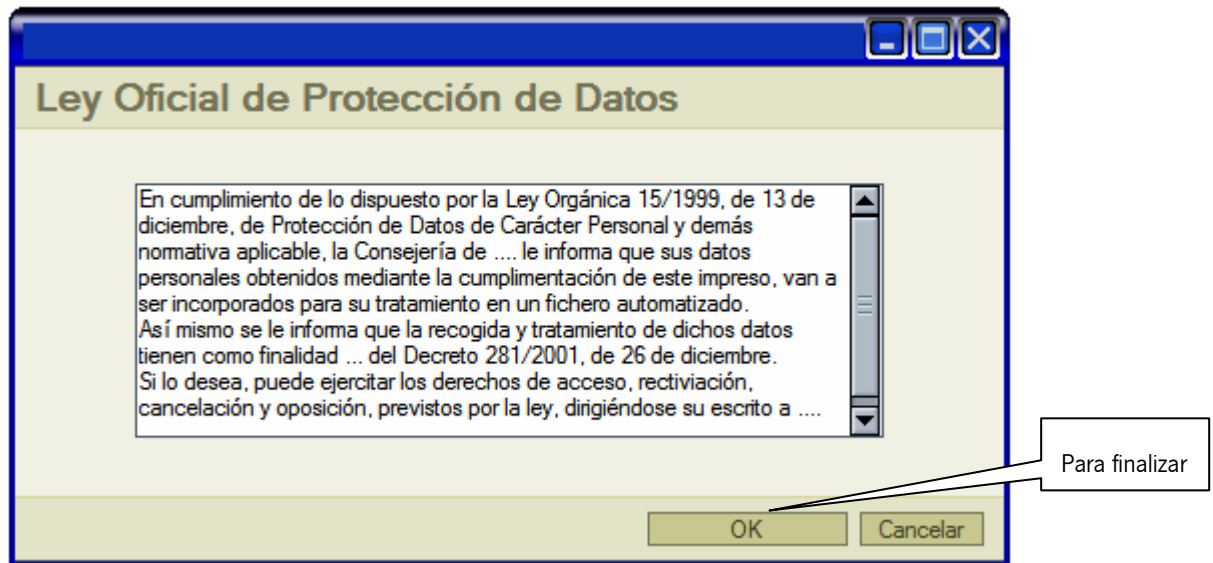 Ley Oficial de Protección de Datos
En cumplimiento de lo dispuesto por la Ley Orgánica 15/1999, de 13 de
diciembre, de Protección de Datos de Carácter Personal y demás
normativa aplicable, la Consejería de .... le informa que sus datos
personales obtenidos mediante la cumplimentación de este impreso, van a
ser incorporados para su tratamiento en un fichero automatizado.
Así mismo se le informa que la recogida y tratamiento de dichos datos
tienen como finalidad ... del Decreto 281/2001, de 26 de diciembre.
Si lo desea, puede ejercitar los derechos de acceso, rectiviación,
cancelación y oposición, previstos por la ley, dirigiéndose su escrito a ....
Para finalizar
OK
Cancelar